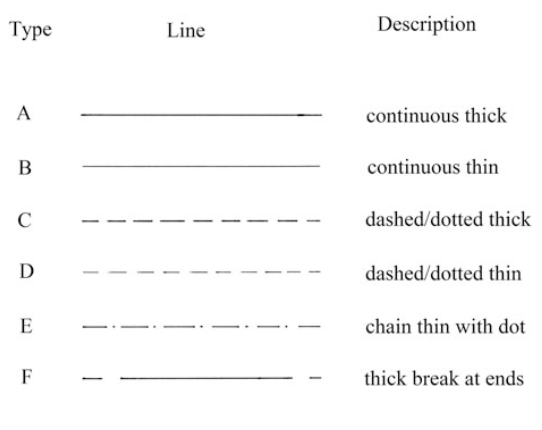 Type Line Description
A continuous thick
B continuous thin
C dashed/dotted thick
D dashed/dotted thin
E chain thin with dot
F thick break at ends